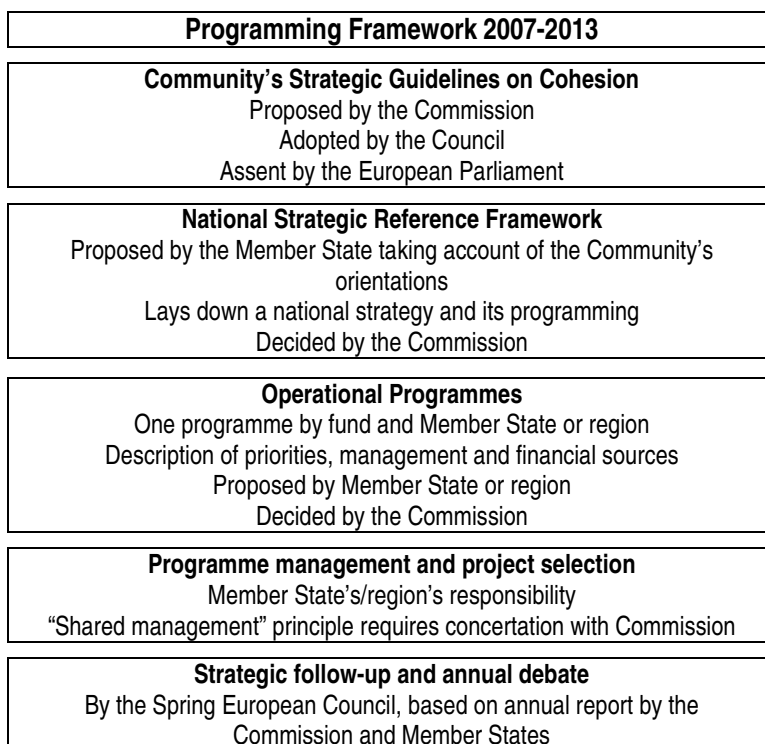 Programming Framework 2007-2013
Community’s Strategic Guidelines on Cohesion
Proposed by the Commission
Adopted by the Council
Assent by the European Parliament
National Strategic Reference Framework
Proposed by the Member State taking account of the Community’s
orientations
Lays down a national strategy and its programming
Decided by the Commission
Operational Programmes
One programme by fund and Member State or region
Description of priorities, management and financial sources
Proposed by Member State or region
Decided by the Commission
Programme management and project selection
Member State’s/region’s responsibility
“Shared management” principle requires concertation with Commission
Strategic follow-up and annual debate
By the Spring European Council, based on annual report by the
Commission and Member States